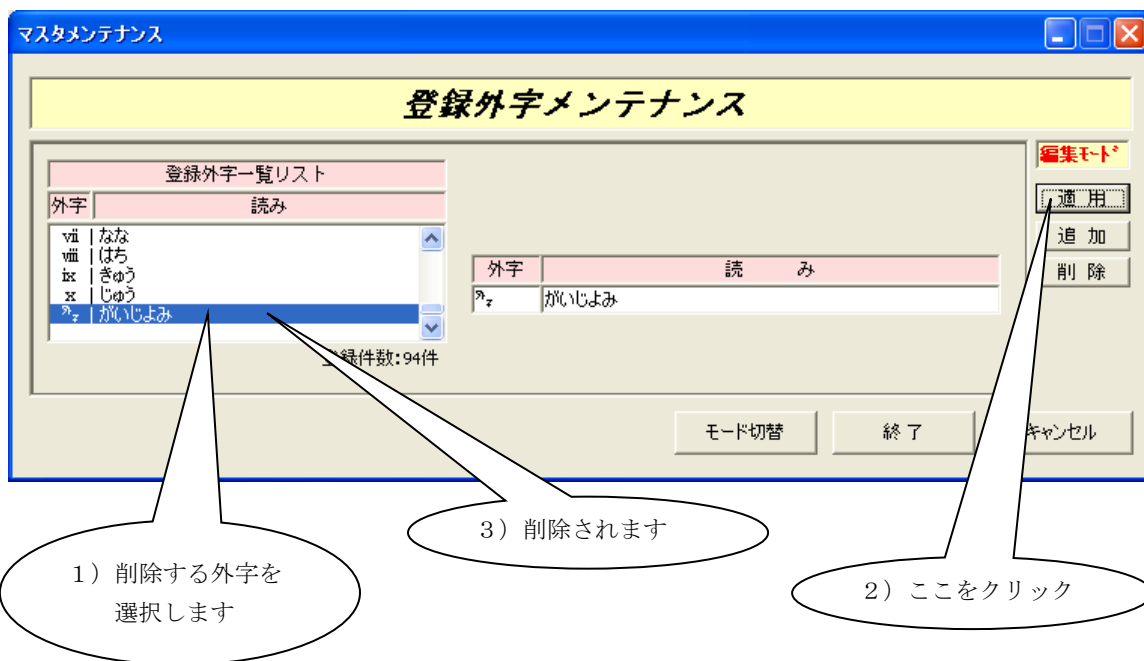 マスタメンテナンス
登録外字メンテナンス
編集モード
登録外字一覧リスト
外字 読み
ⅶ | なな
ⅷ | はち
ⅸ | きゅう
ⅹ | じゅう
| がいじよみ
登録件数:94件
外字 読 み
がいじよみ
適 用
追 加
削 除
モード切替
終 了
キャンセル
3）削除されます
1）削除する外字を
選択します
2）ここをクリック